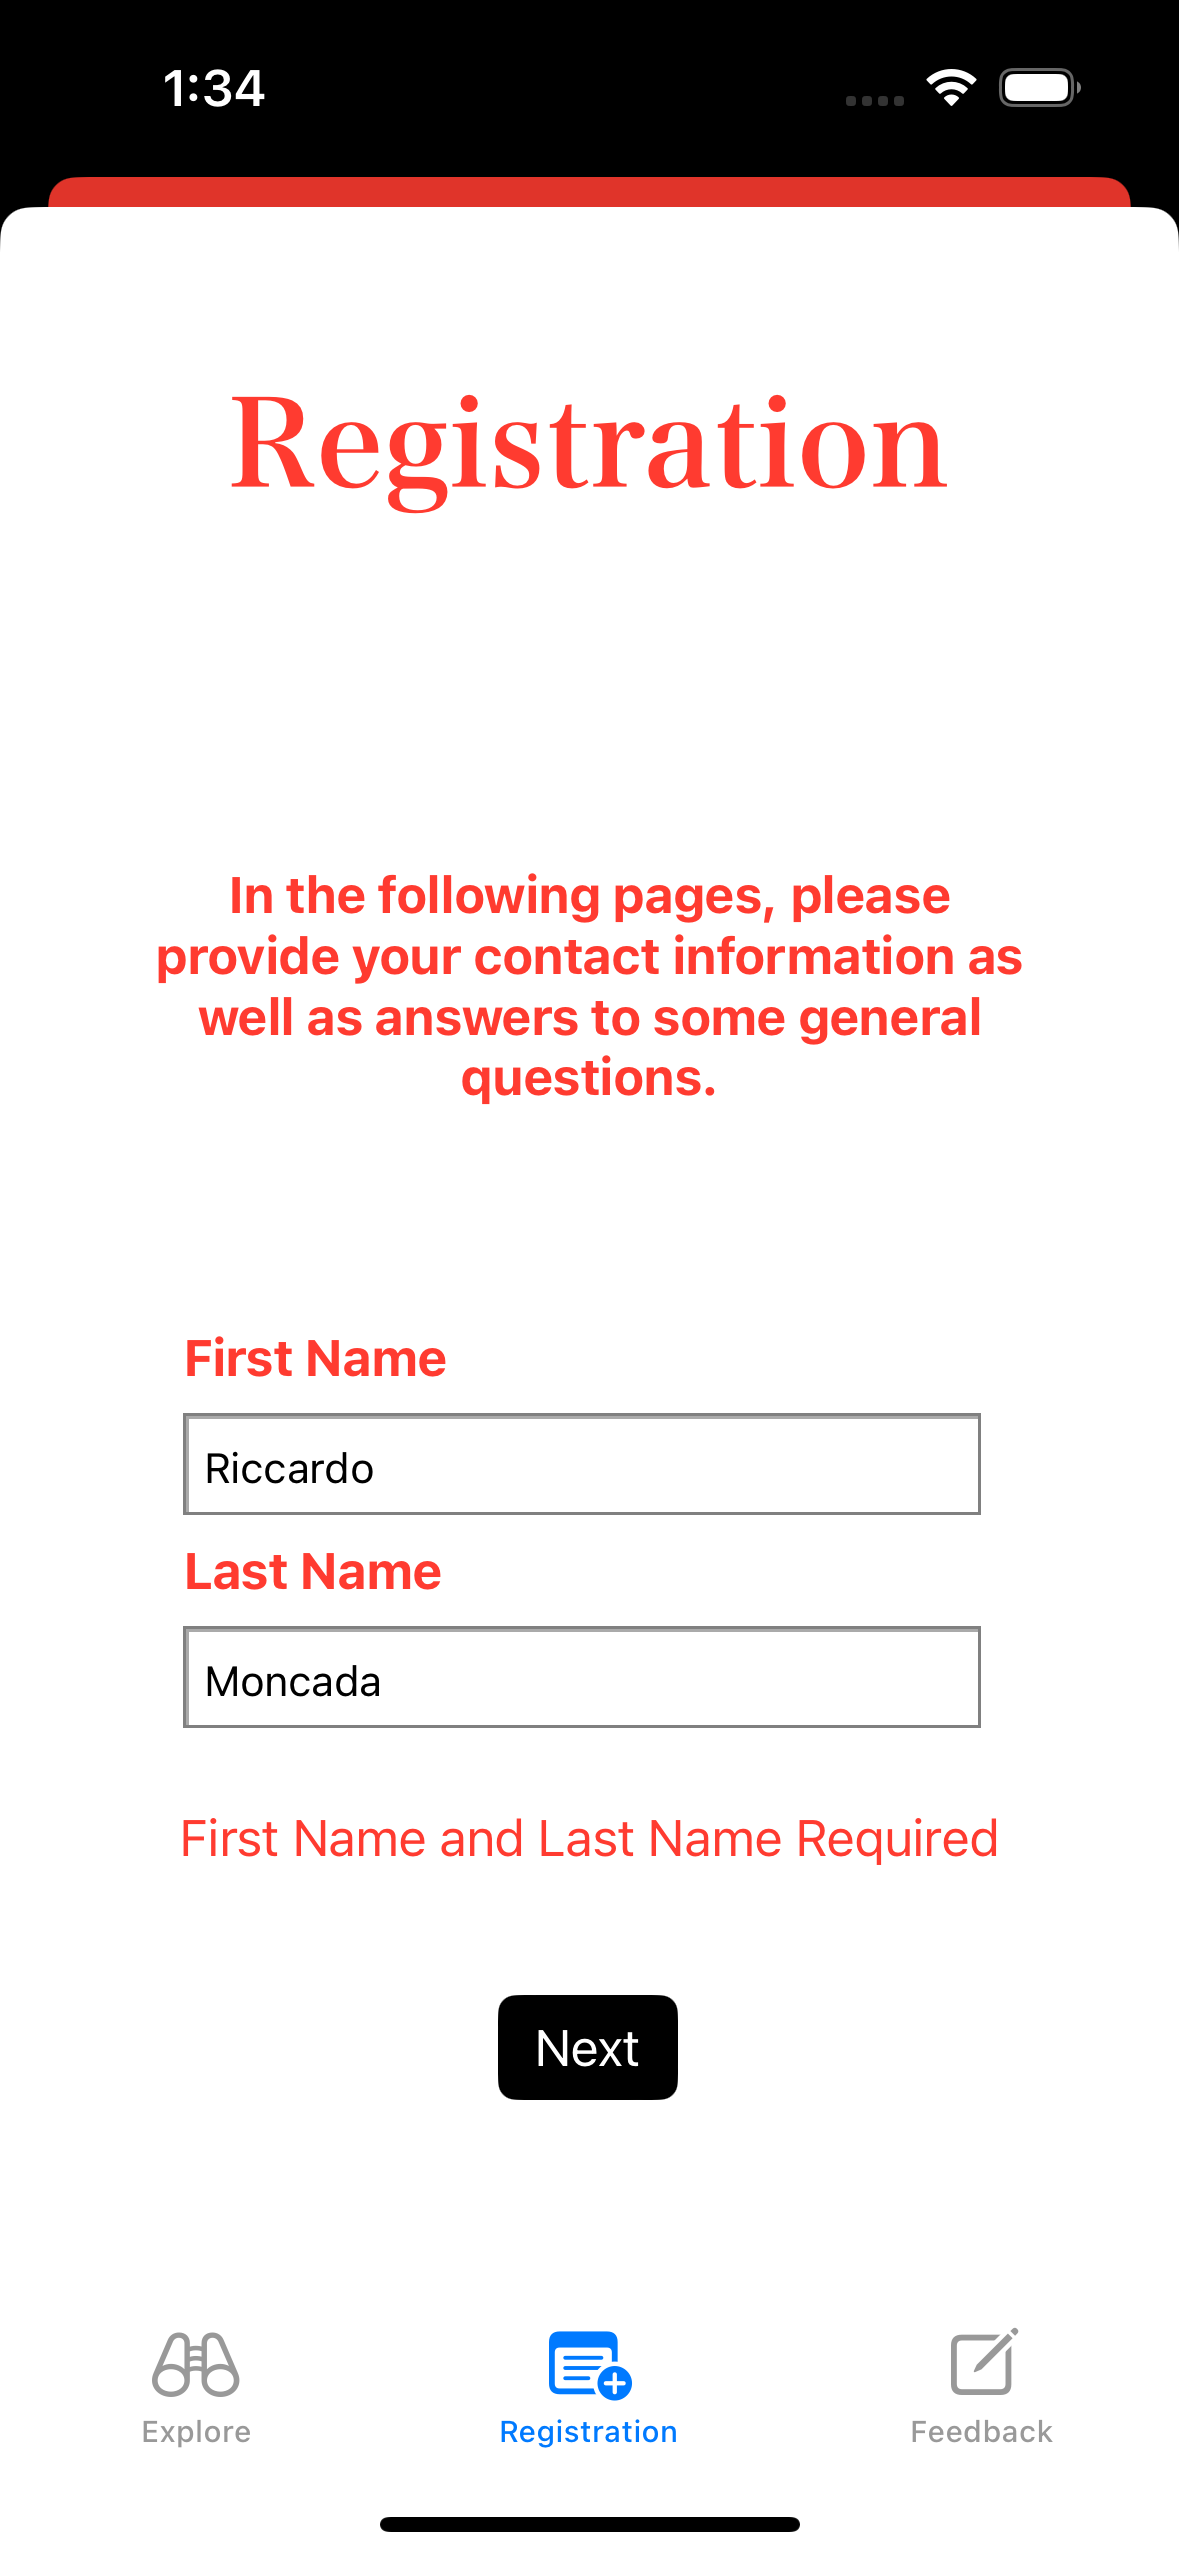 1:34
Registration
In the following pages, please
provide your contact information as
well as answers to some general
questions.
First Name
Riccardo
Last Name
Moncada
First Name and Last Name Required
Next
Explore
Registration
Feedback